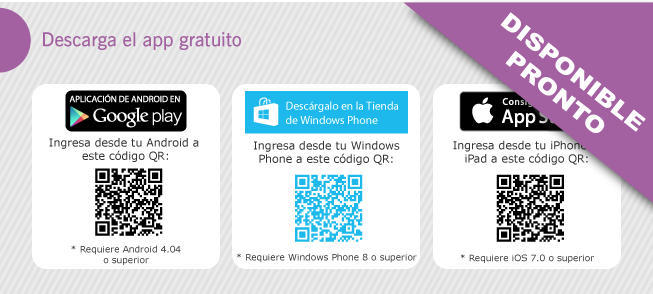 Descarga el app gratuito
DISPONIBLE
PRONTO
APLICACIÓN DE ANDROID EN
Google play
Ingresa desde tu Android a
este código QR:
* Requiere Android 4.04
o superior
Descárgalo en la Tienda
de Windows Phone
Ingresa desde tu Windows
Phone a este código QR:
* Requiere Windows Phone 8 o superior
App S
Ingresa desde tu iPhone
iPad a este código QR:
* Requiere iOS 7.0 o superior